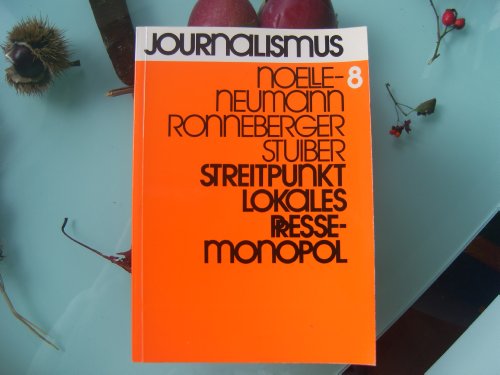 JOURNALISMUS
NOELLE-8
NEUMANN
RONNEBERGER
STUIBER
STREITPUNKT
LOKALES
PRESSE-
MONOPOL